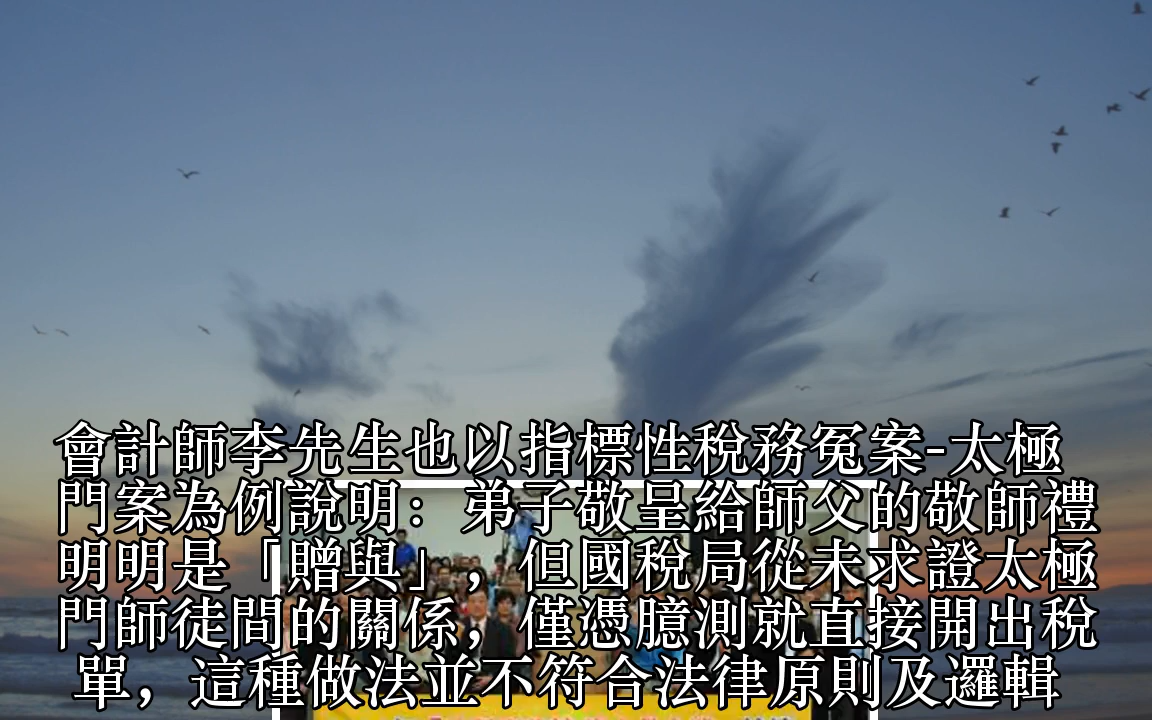 會計師李先生也以指標性稅務冤案-太極
門案為例說明：弟子敬呈給師父的敬師禮
明明是「贈與」，但國稅局從未求證太極
門師徒間的關係，僅憑臆測就直接開出稅
單，這種做法並不符合法律原則及邏輯